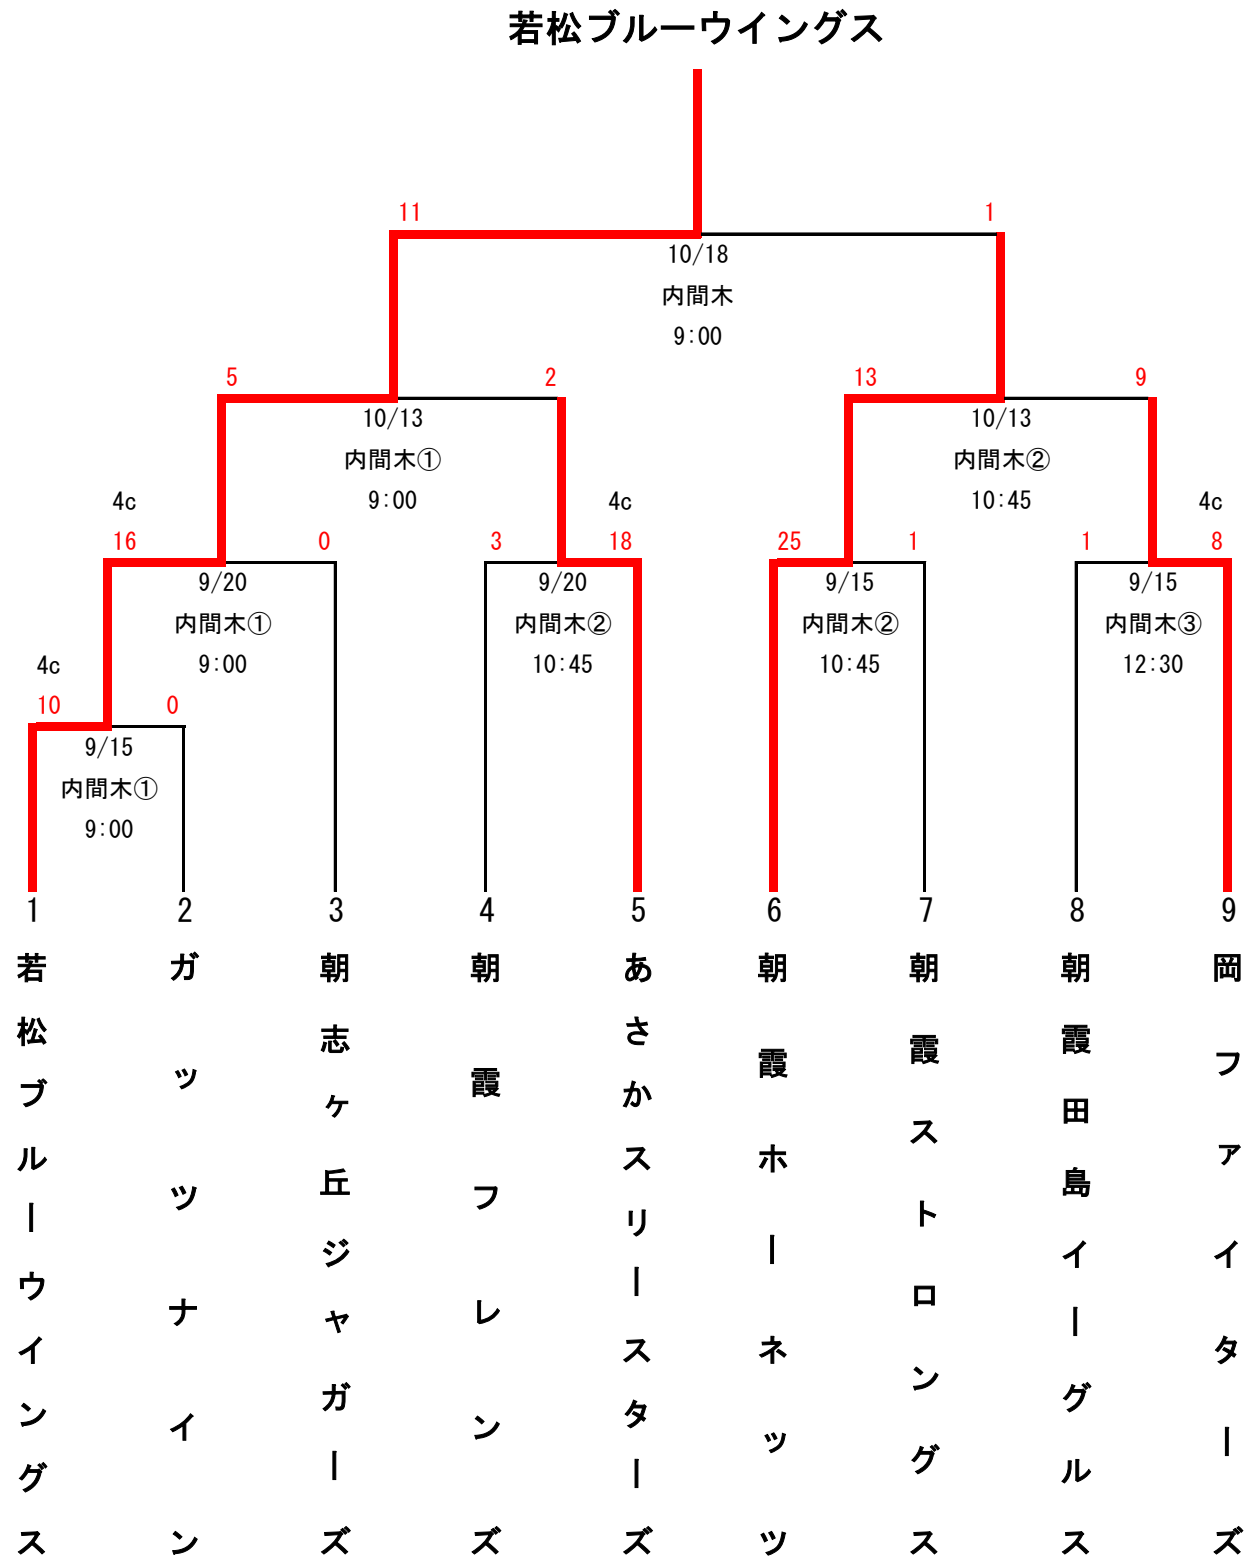 若松ブルーウイングス
11
1
10/18
内間木
9:00
5
2
13
9
10/13
内間木①
9:00
10/13
内間木②
10:45
4c
4c
4c
16
0
3
18
25
1
1
8
9/20
内間木①
9:00
9/20
内間木②
10:45
9/15
内間木②
10:45
9/15
内間木③
12:30
4c
10
0
9/15
内間木①
9:00
1
2
3
4
5
6
7
8
9
若松ブルーウイングス
ガッツナイン
朝志ヶ丘ジャガーズ
朝霞フレンズ
あさかスリースターズ
朝霞ホーネッツ
朝霞ストロングス
朝霞田島イーグルス
岡ファイターズ